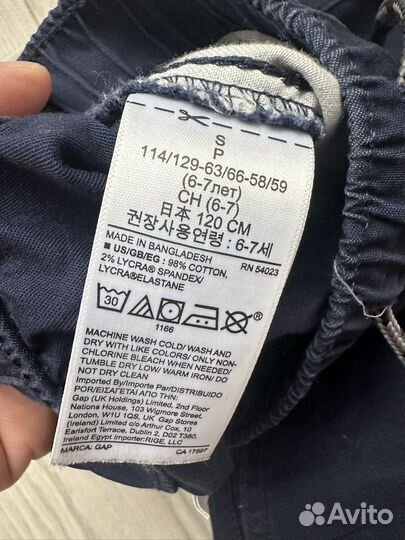 S
P
114/129-63/66-58/59
(6-7лет)
CH (6-7)
日本 120 CM
권장사용연령: 6-7세
MADE IN BANGLADESH
RN 54023
■ US/GB/EG : 98% COTTON,
2% LYCRA® SPANDEX/
LYCRA®ELASTANE
30
1166
MACHINE WASH COLD/ WASH AND
DRY WITH LIKE COLORS/ ONLY NON-
CHLORINE BLEACH WHEN NEEDED/
TUMBLE DRY LOW/ WARM IRON/ DO
NOT DRY CLEAN
Imported By/Importado Par/DISTRIBUIDO
POR/ΕΙΣΑΓΕΤΑΙ ΑΠΟ ΤΗΝ:
Gap (UK Holdings) Limited, 2nd Floor
Nations House, 103 Wigmore Street,
London, W1U 1QS. Gap Stores
(Ireland) Limited c/o Arthur Cox, 10
Earlsfort Terrace, Dublin 2, D02 T380,
Ireland Egypt Importer:RIGE, LLC.
MARCA: GAP
CA 17897
Avito